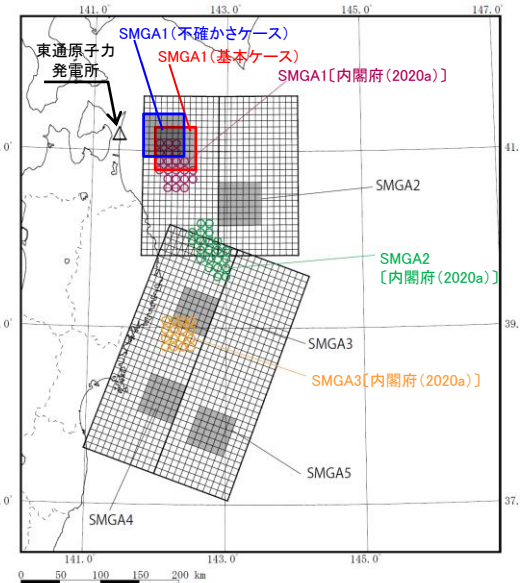 141.0° 143.0° 145.0° 147.0°
SMGA1(不確かさケース)
東通原子力
発電所
SMGA1(基本ケース)
SMGA1〔内閣府(2020a)〕
.0° 41.
SMGA2
SMGA2
〔内閣府(2020a)〕
.0° 39.
SMGA3
SMGA3〔内閣府(2020a)〕
SMGA5
.0° 37.
SMGA4
141.0° 143.0° 145.0°
0 50 100 150 200 km